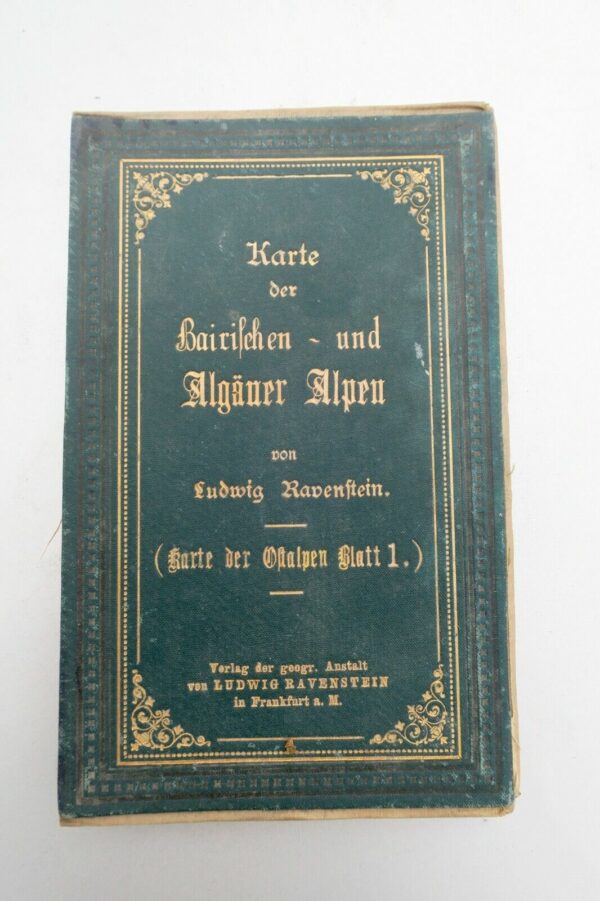 Karte
der
Bairischen - und
Algäuer Alpen
von
Ludwig Ravenstein.
(Karte der Ostalpen Blatt 1.)
Verlag der geogr. Anstalt
von LUDWIG RAVENSTEIN
in Frankfurt a. M.